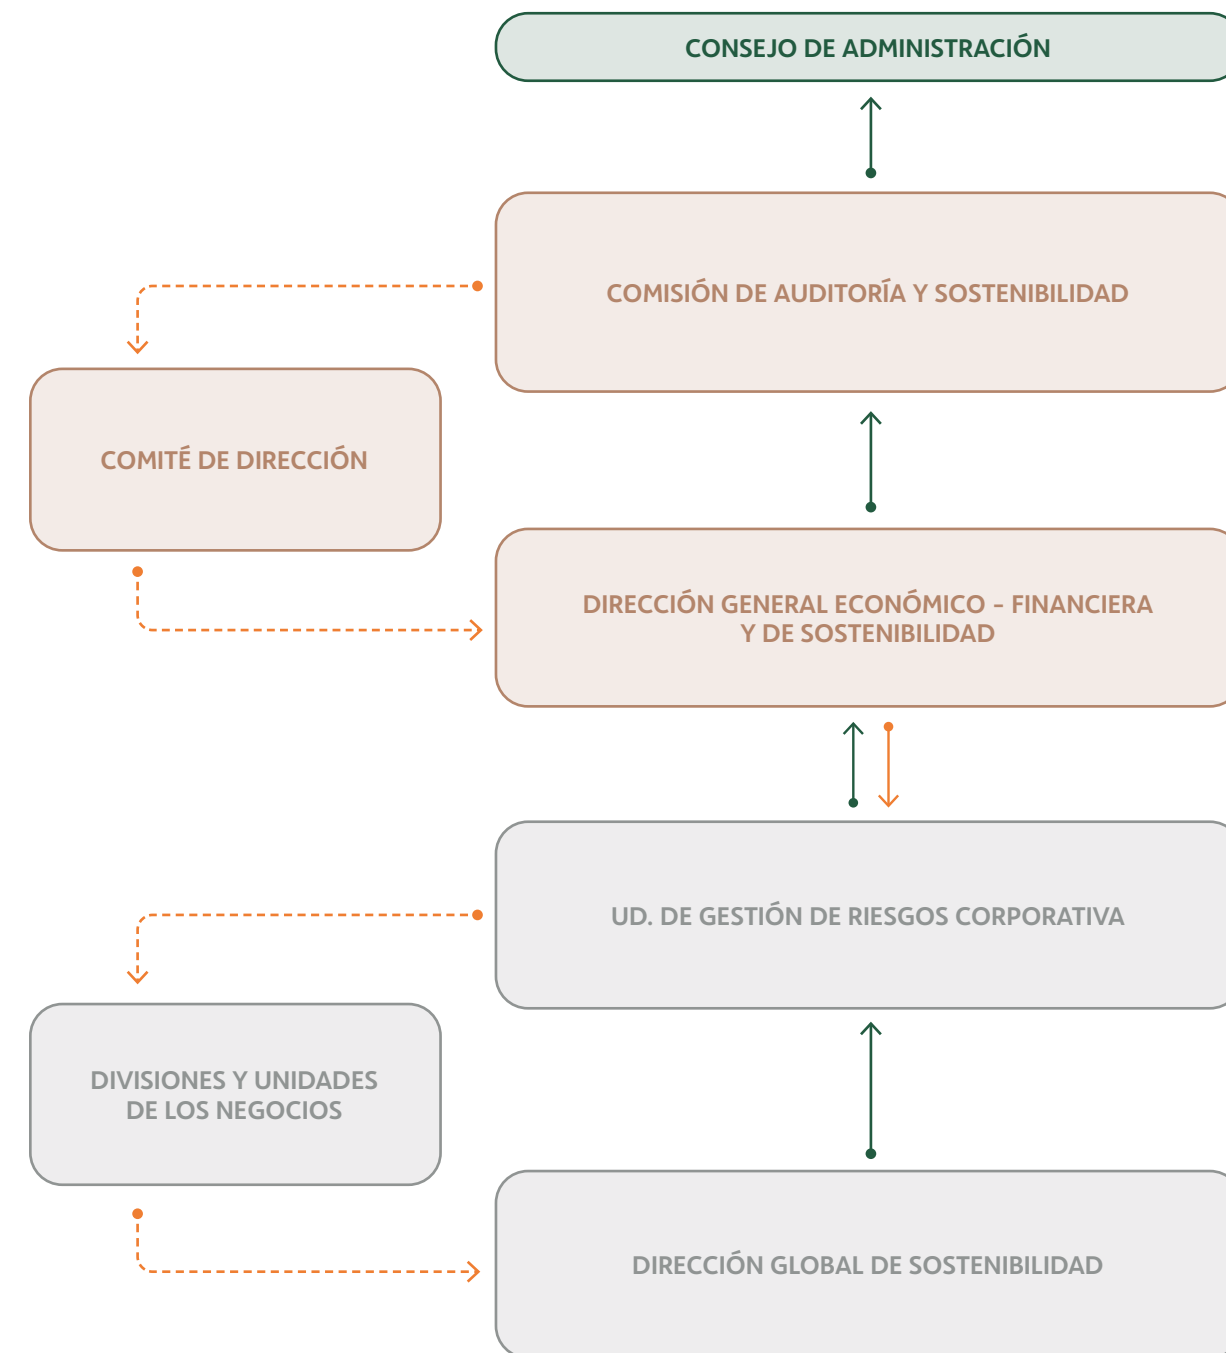 CONSEJO DE ADMINISTRACIÓN
COMISIÓN DE AUDITORÍA Y SOSTENIBILIDAD
COMITÉ DE DIRECCIÓN
DIRECCIÓN GENERAL ECONÓMICO - FINANCIERA
Y DE SOSTENIBILIDAD
UD. DE GESTIÓN DE RIESGOS CORPORATIVA
DIVISIONES Y UNIDADES
DE LOS NEGOCIOS
DIRECCIÓN GLOBAL DE SOSTENIBILIDAD